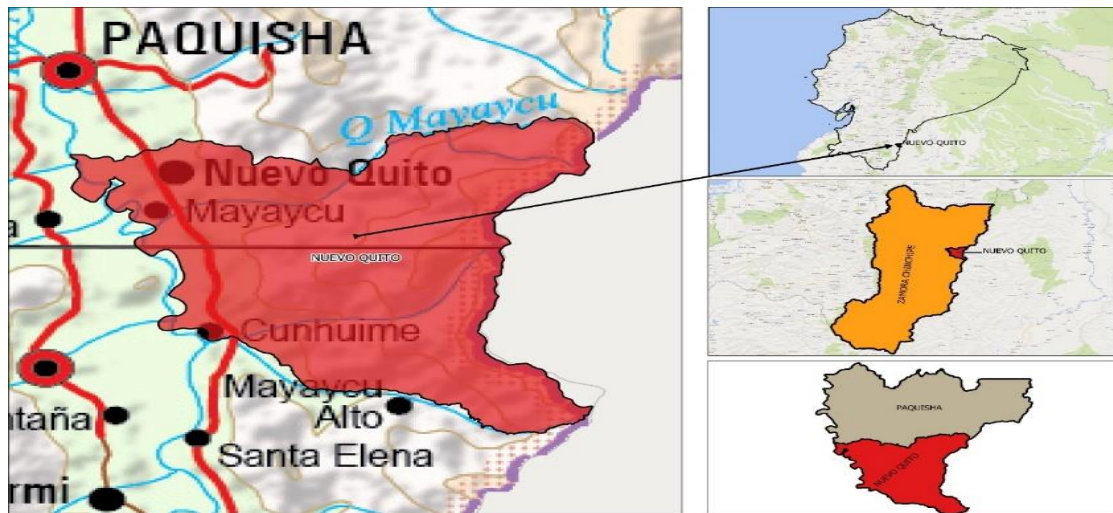 PAQUISHA
Q Mayaycu
Nuevo Quito
Mayaycu
NUEVO QUITO
Cunhuime
Mayaycu
Alto
ntaña
Santa Elena
ermi
NUEVO QUITO
ZAMORA CHINCHIPE
NUEVO QUITO
PAQUISHA
NUEVO QUITO